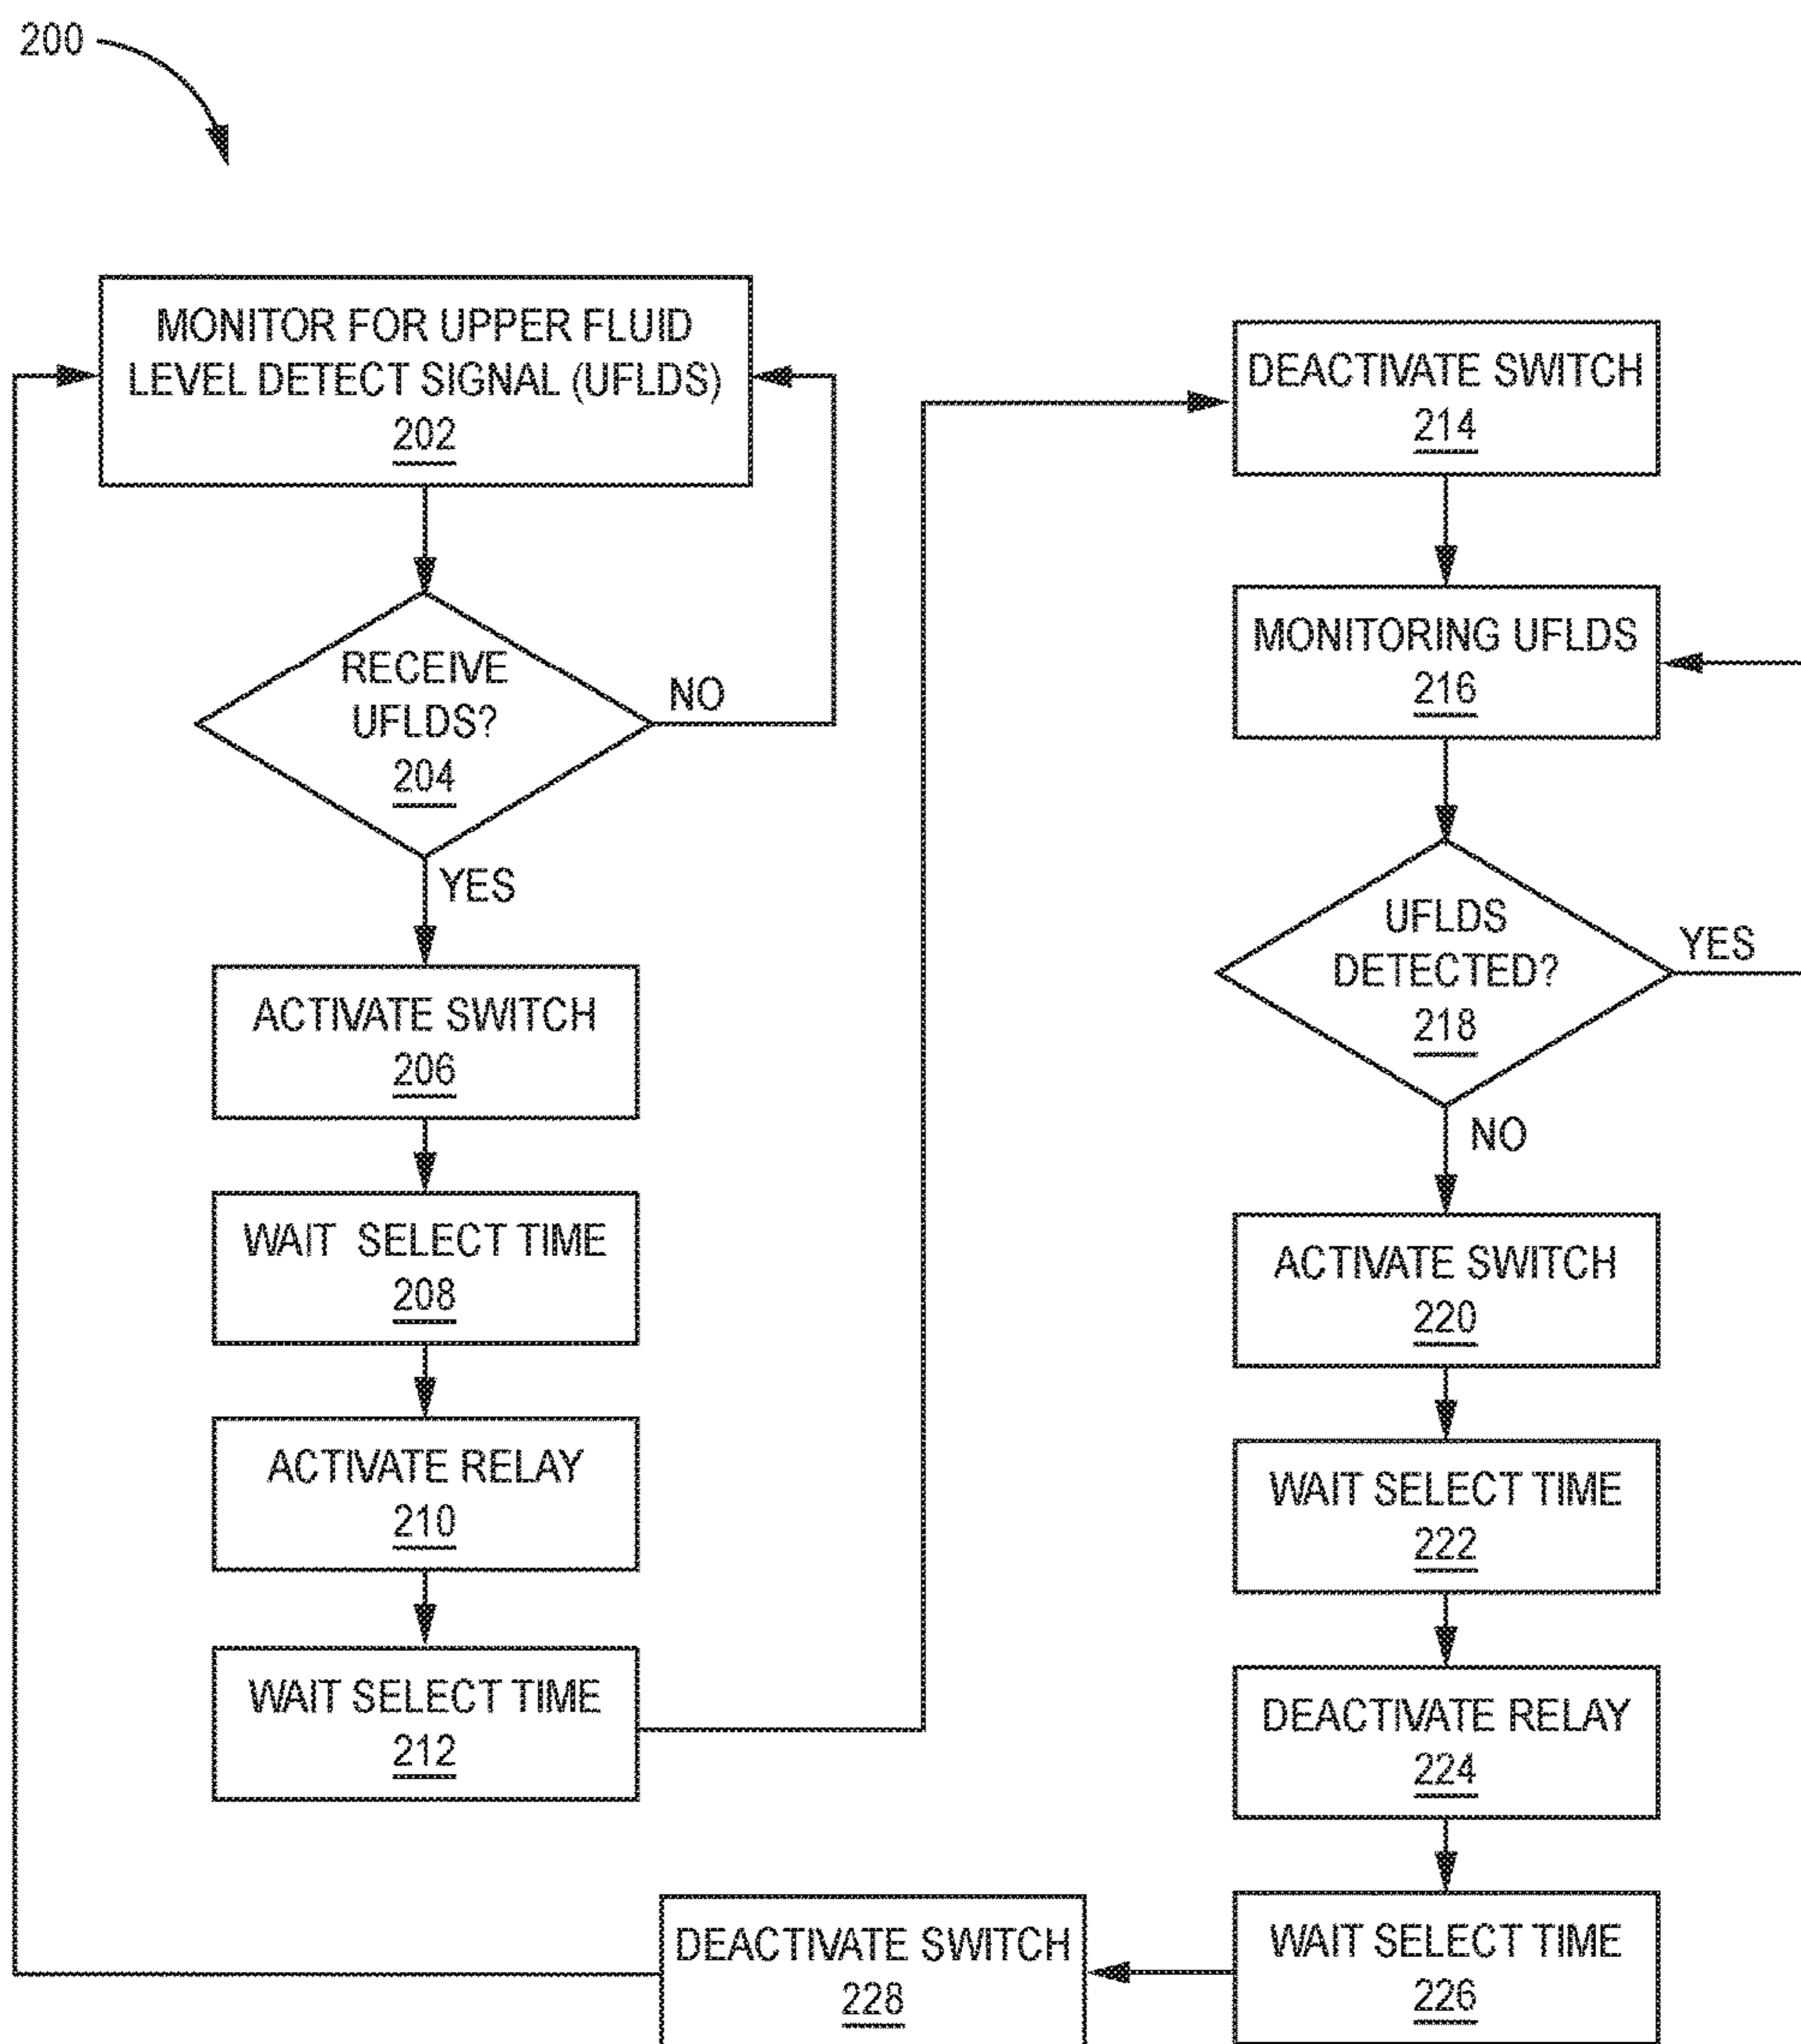 200
MONITOR FOR UPPER FLUID
LEVEL DETECT SIGNAL (UFLDS)
202
RECEIVE
UFLDS?
204
NO
YES
ACTIVATE SWITCH
206
WAIT SELECT TIME
208
ACTIVATE RELAY
210
WAIT SELECT TIME
212
DEACTIVATE SWITCH
214
MONITORING UFLDS
216
UFLDS
DETECTED?
218
YES
NO
ACTIVATE SWITCH
220
WAIT SELECT TIME
222
DEACTIVATE RELAY
224
WAIT SELECT TIME
226
DEACTIVATE SWITCH
228